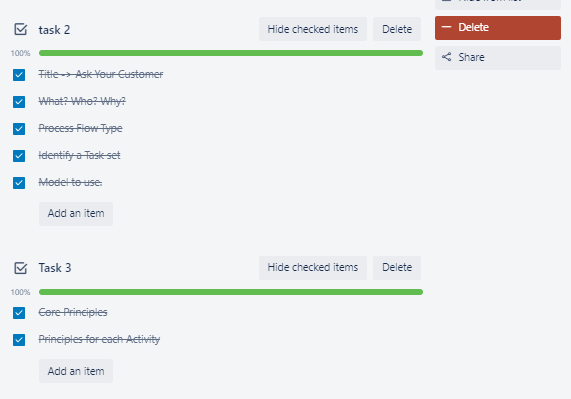 task 2
Hide checked items
Delete
100%
Title -> Ask Your Customer
What? Who? Why?
Process Flow Type
Identify a Task set
Model to use.
Add an item
Task 3
Hide checked items
Delete
100%
Core Principles
Principles for each Activity
Add an item
Delete
Share